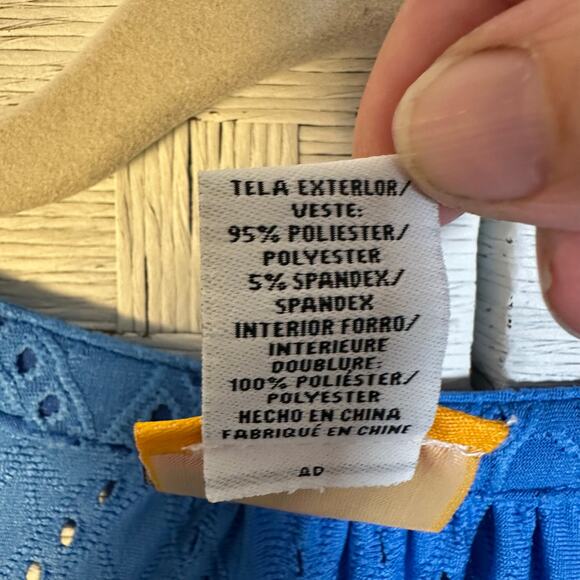 TELA EXTERLOR/
VESTE:
95% POLIESTER/
POLYESTER
5% SPANDEX/
SPANDEX
INTERIOR FORRO/
INTERIEURE
DOUBLURE:
100% POLIÉSTER/
POLYESTER
HECHO EN CHINA
FABRIQUÉ EN CHINE
AD